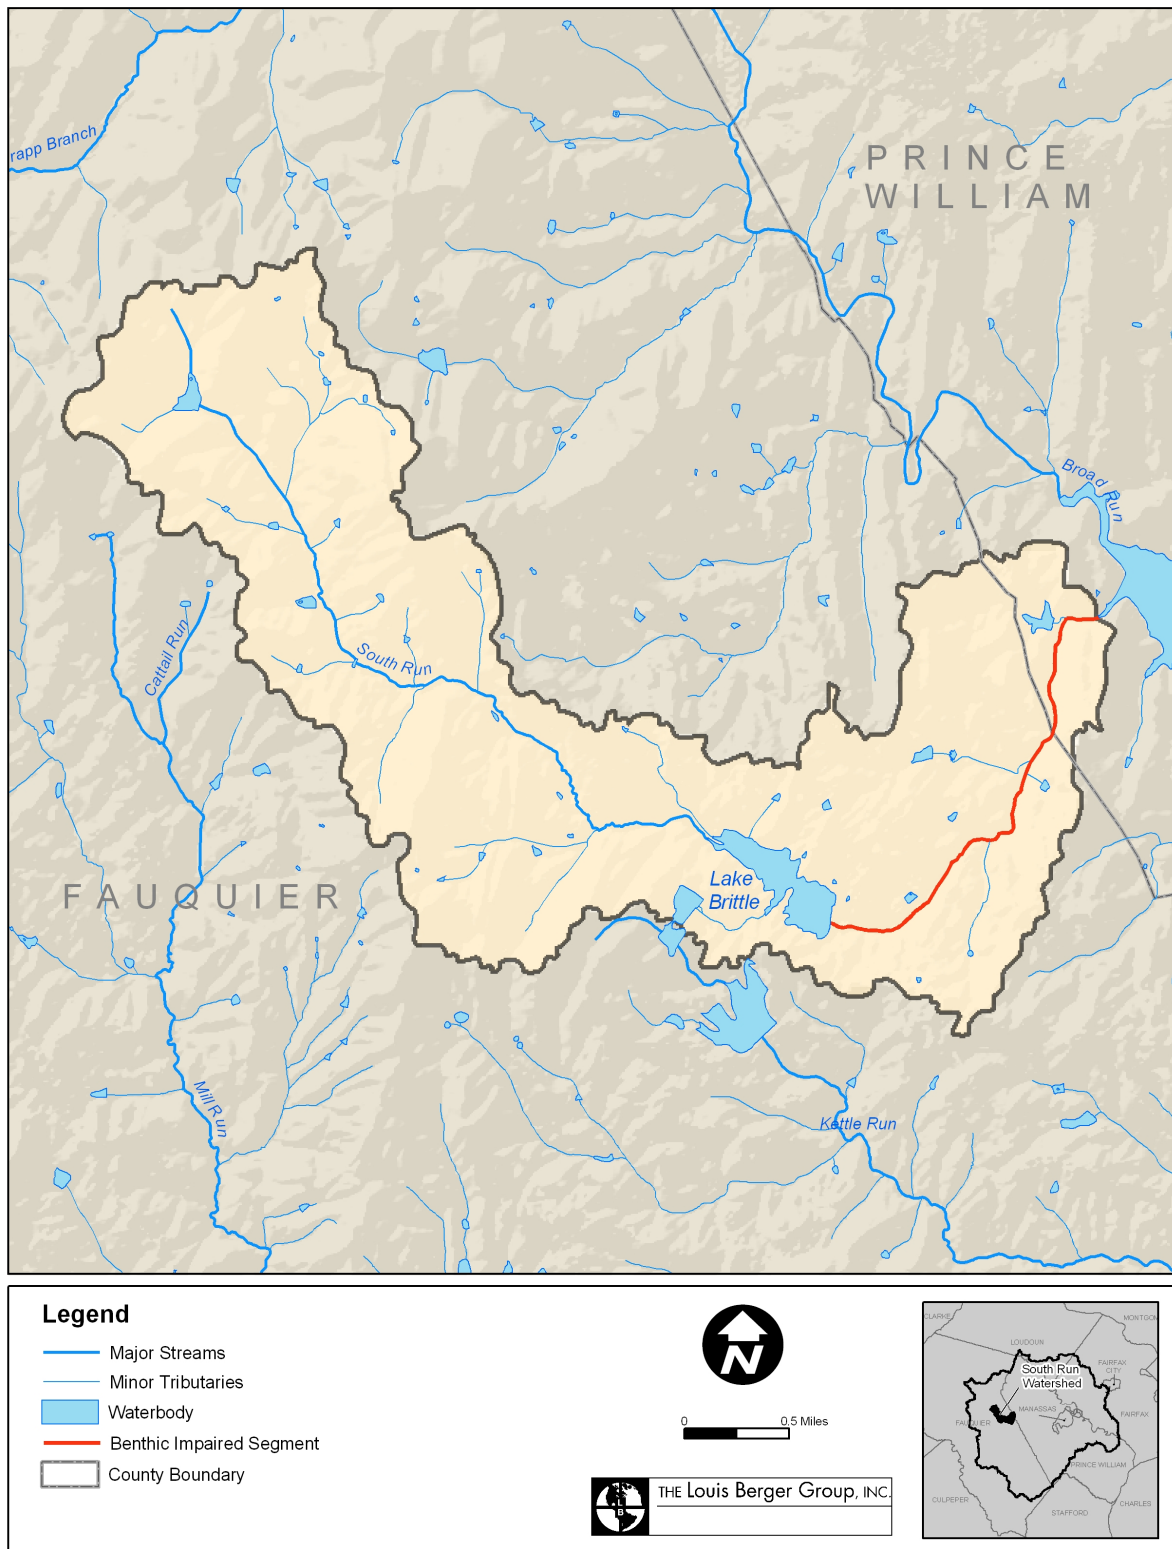 rapp Branch
PRINCE
WILLIAM
Broad Run
Cattail Run
South Run
FAUQUIER
Lake
Brittle
Mill Run
Kettle Run
Legend
Major Streams
Minor Tributaries
Waterbody
Benthic Impaired Segment
County Boundary
N
0 0.5 Miles
THE Louis Berger Group, INC.
CLARKE
MONTGOM
LOUDOUN
FAIRFAX
CITY
South Run
Watershed
MANASSAS
FAIRFAX
FAUQUIER
PRINCE WILLIAM
CULPEPER
STAFFORD
CHARLES